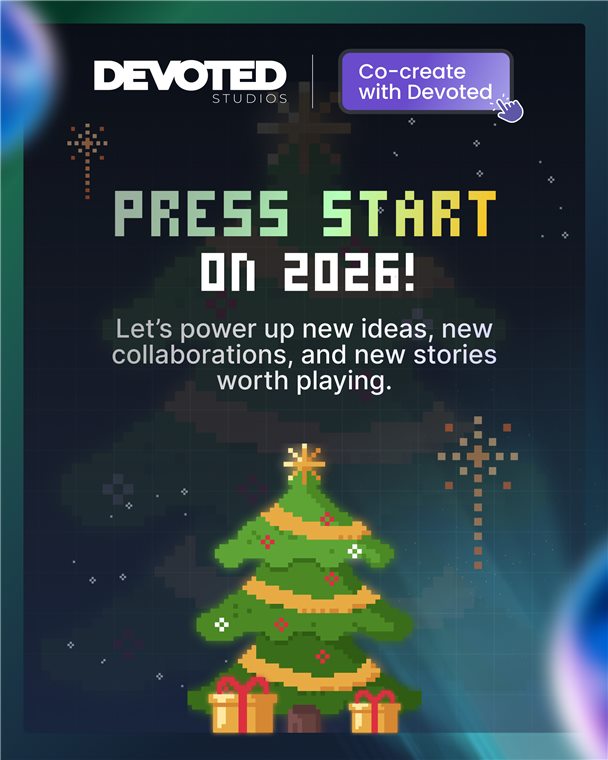 DEVOTED
STUDIOS
Co-create
with Devoted
PRESS START
ON 2026!
Let’s power up new ideas, new
collaborations, and new stories
worth playing.